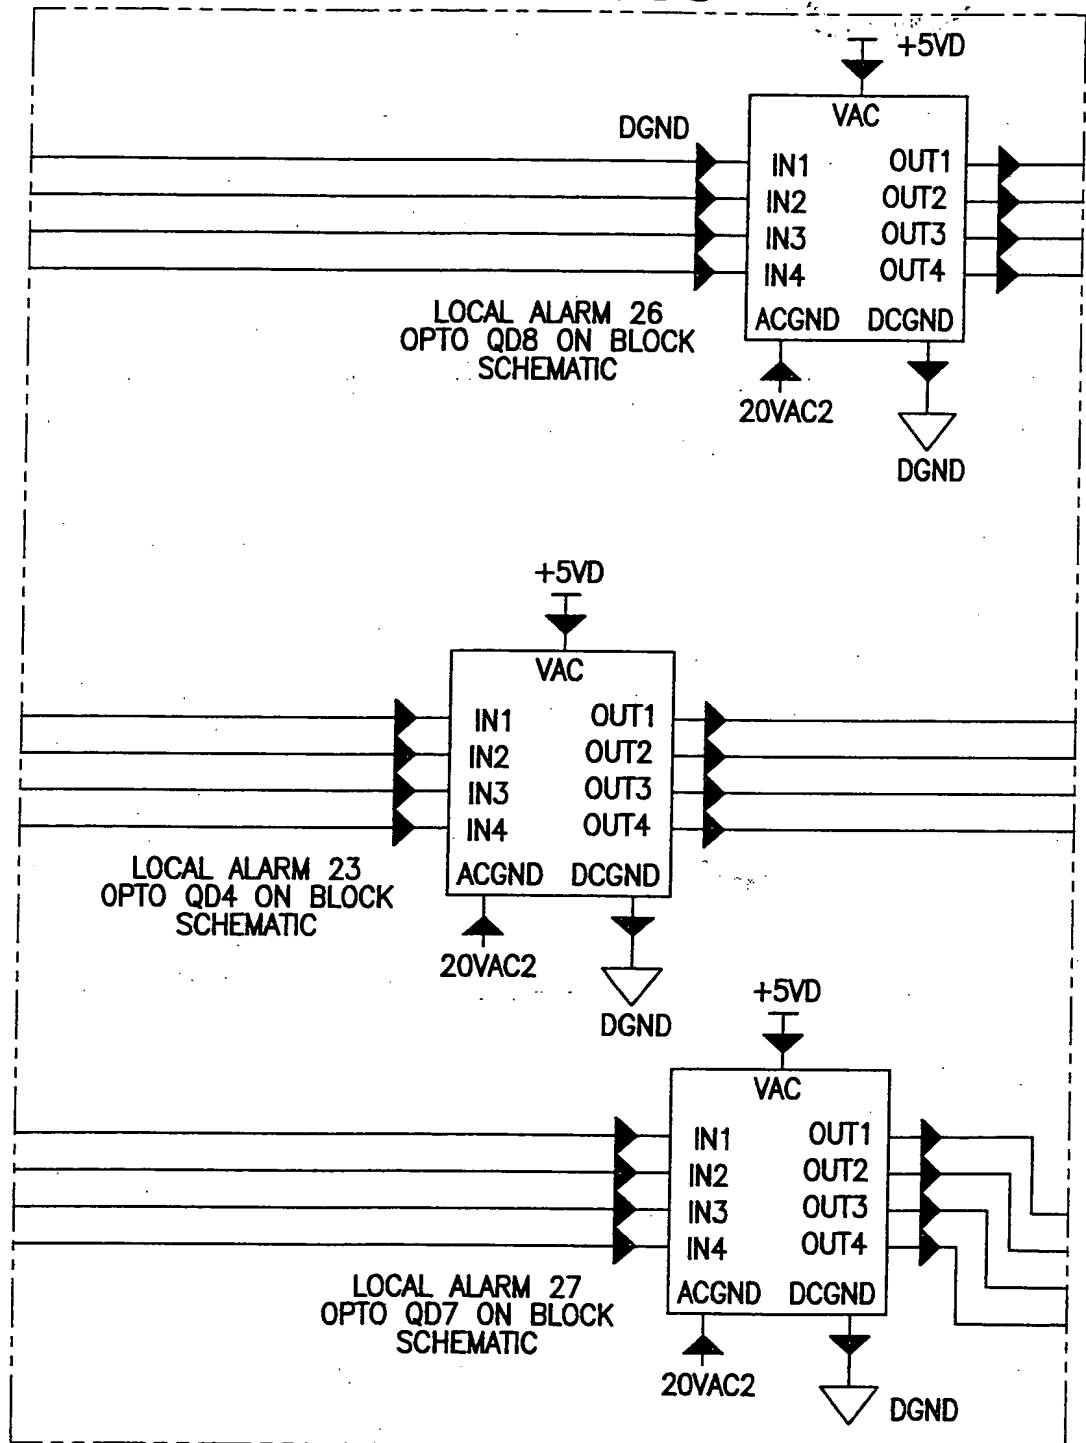 +5VD
VAC
DGND
IN1 OUT1
IN2 OUT2
IN3 OUT3
IN4 OUT4
ACGND DCGND
LOCAL ALARM 26
OPTO QD8 ON BLOCK
SCHEMATIC
20VAC2
DGND
+5VD
VAC
IN1 OUT1
IN2 OUT2
IN3 OUT3
IN4 OUT4
ACGND DCGND
LOCAL ALARM 23
OPTO QD4 ON BLOCK
SCHEMATIC
20VAC2
DGND
+5VD
VAC
IN1 OUT1
IN2 OUT2
IN3 OUT3
IN4 OUT4
ACGND DCGND
LOCAL ALARM 27
OPTO QD7 ON BLOCK
SCHEMATIC
20VAC2
DGND